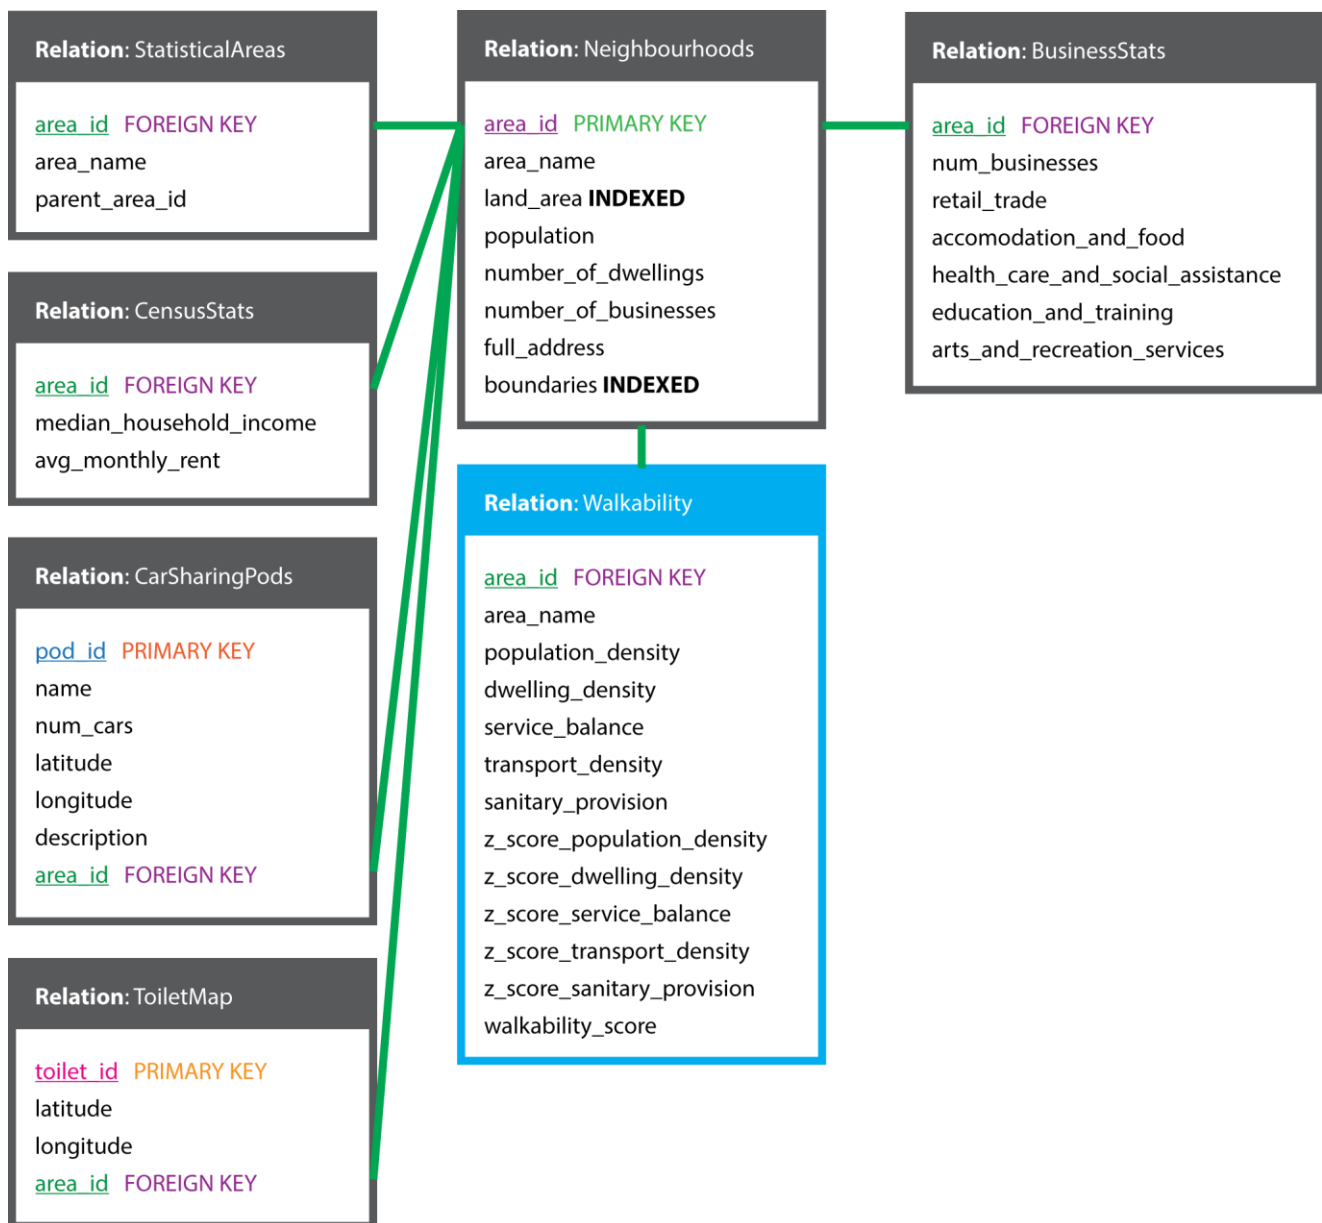 Relation: StatisticalAreas
area_id FOREIGN KEY
area_name
parent_area_id
Relation: CensusStats
area_id FOREIGN KEY
median_household_income
avg_monthly_rent
Relation: CarSharingPods
pod_id PRIMARY KEY
name
num_cars
latitude
longitude
description
area_id FOREIGN KEY
Relation: ToiletMap
toilet_id PRIMARY KEY
latitude
longitude
area_id FOREIGN KEY
Relation: Neighbourhoods
area_id PRIMARY KEY
area_name
land_area INDEXED
population
number_of_dwellings
number_of_businesses
full_address
boundaries INDEXED
Relation: Walkability
area_id FOREIGN KEY
area_name
population_density
dwelling_density
service_balance
transport_density
sanitary_provision
z_score_population_density
z_score_dwelling_density
z_score_service_balance
z_score_transport_density
z_score_sanitary_provision
walkability_score
Relation: BusinessStats
area_id FOREIGN KEY
num_businesses
retail_trade
accomodation_and_food
health_care_and_social_assistance
education_and_training
arts_and_recreation_services